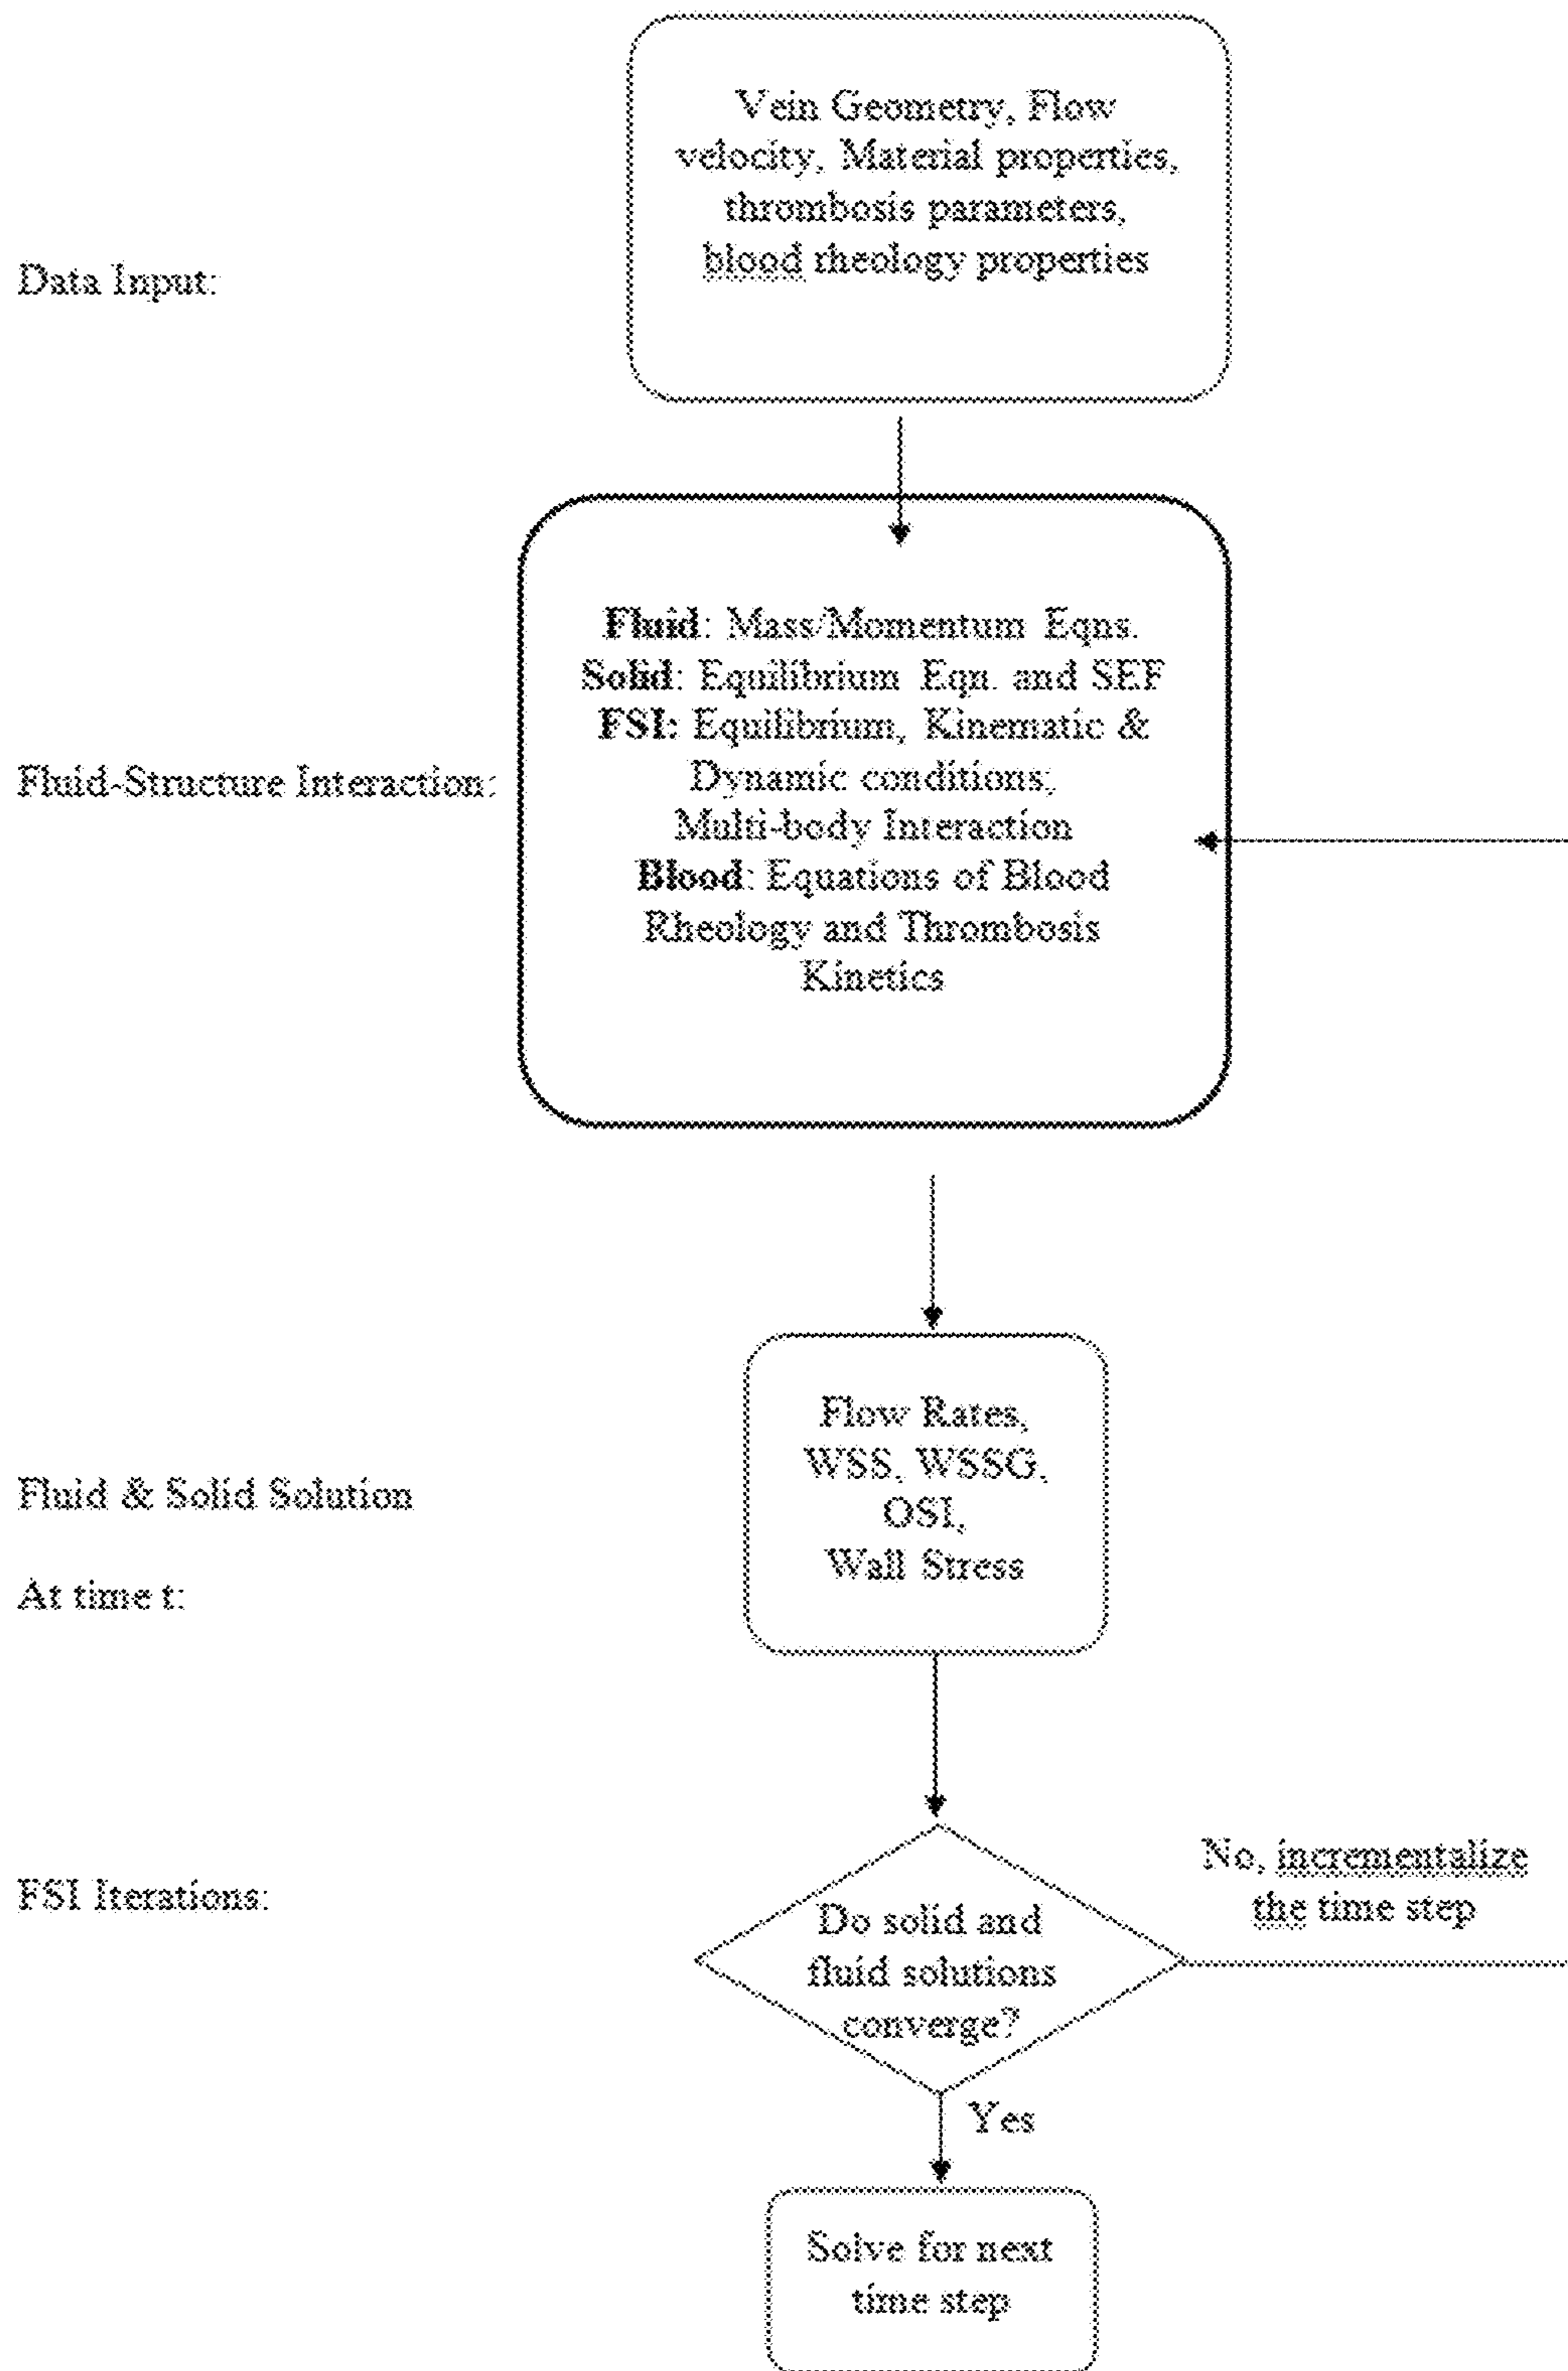 Vein Geometry, Flow
velocity, Material properties,
thrombosis parameters,
blood rheology properties
Data Input:
Fluid: Mass/Momentum Eqns.
Solid: Equilibrium Eqn. and SEF
FSI: Equilibrium, Kinematic &
Dynamic conditions;
Multi-body Interaction
Blood: Equations of Blood
Rheology and Thrombosis
Kinetics
Fluid-Structure Interaction:
Flow Rates,
WSS, WSSG,
OSI,
Wall Stress
Fluid & Solid Solution
At time t:
FSI Iterations:
Do solid and
fluid solutions
converge?
No, incrementalize
the time step
Yes
Solve for next
time step